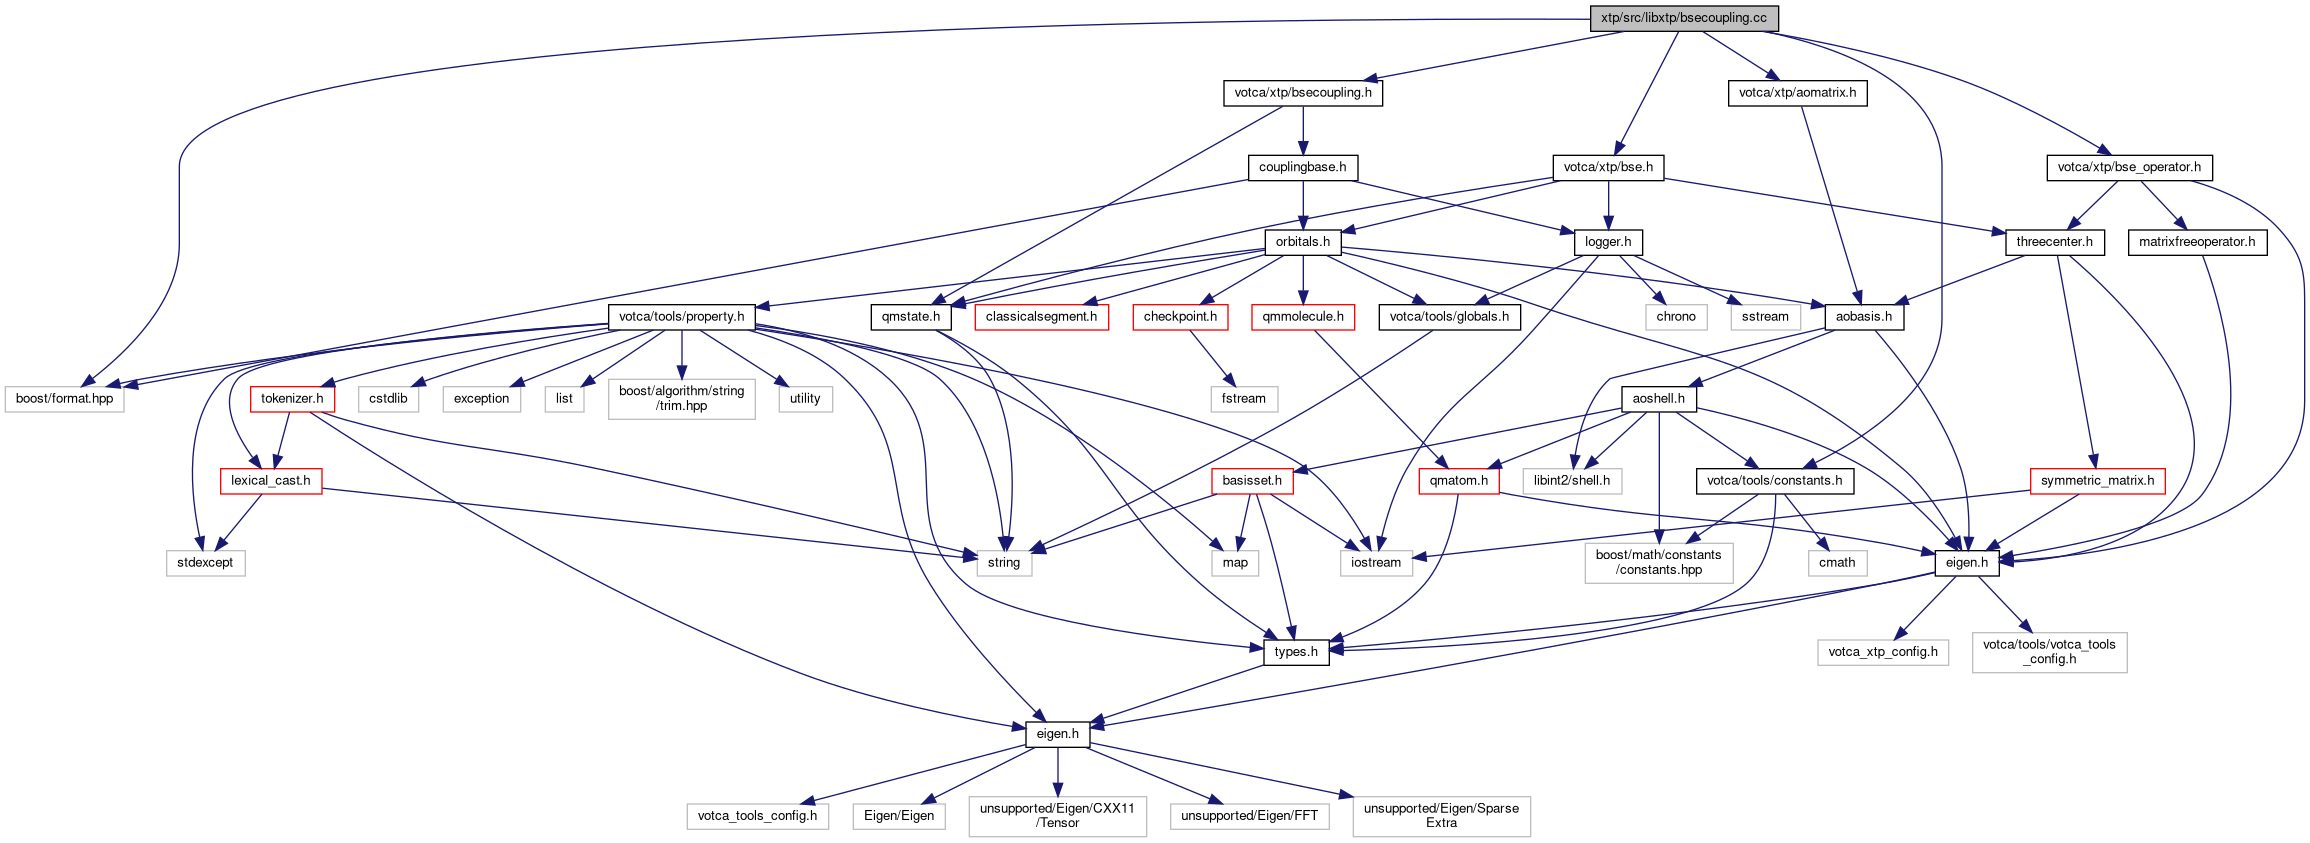 xtp/src/libxtp/bsecoupling.cc
votca/xtp/bsecoupling.h
votca/xtp/aomatrix.h
couplingbase.h
votca/xtp/bse.h
votca/xtp/bse_operator.h
orbitals.h
logger.h
threecenter.h
matrixfreeoperator.h
votca/tools/property.h
qmstate.h
classicalsegment.h
checkpoint.h
qmmolecule.h
votca/tools/globals.h
chrono
sstream
aobasis.h
boost/format.hpp
tokenizer.h
cstdlib
exception
list
boost/algorithm/string
/trim.hpp
utility
fstream
aoshell.h
lexical_cast.h
basisset.h
qmatom.h
libint2/shell.h
votca/tools/constants.h
symmetric_matrix.h
stdexcept
string
map
iostream
boost/math/constants
/constants.hpp
cmath
eigen.h
types.h
votca_xtp_config.h
votca/tools/votca_tools
_config.h
eigen.h
votca_tools_config.h
Eigen/Eigen
unsupported/Eigen/CXX11
/Tensor
unsupported/Eigen/FFT
unsupported/Eigen/Sparse
Extra